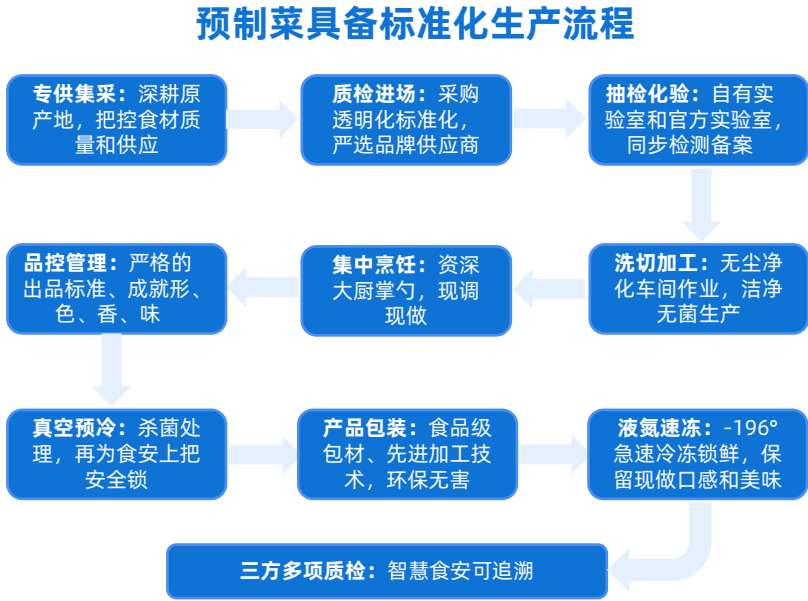 预制菜具备标准化生产流程
专供集采：深耕原
产地，把控食材质
量和供应
质检进场：采购
透明化标准化，
严选品牌供应商
抽检化验：自有实
验室和官方实验室，
同步检测备案
洗切加工：无尘净
化车间作业，洁净
无菌生产
集中烹饪：资深
大厨掌勺，现调
现做
品控管理：严格的
出品标准、成就形、
色、香、味
真空预冷：杀菌处
理，再为食安上把
安全锁
产品包装：食品级
包材、先进加工技
术，环保无害
液氮速冻：-196°
急速冷冻锁鲜，保
留现做口感和美味
三方多项质检：智慧食安可追溯